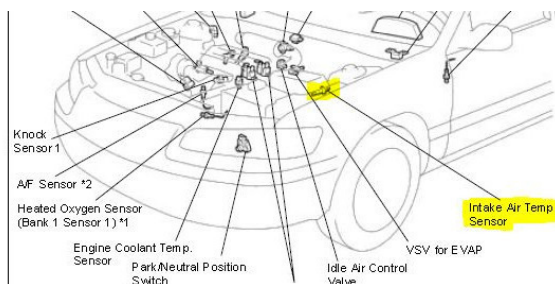 Knock
Sensor 1
A/F Sensor *2
Heated Oxygen Sensor
(Bank 1 Sensor 1) *1
Engine Coolant Temp.
Sensor
Park/Neutral Position
Switch
Idle Air Control
Valve
VSV for EVAP
Intake Air Temp
Sensor